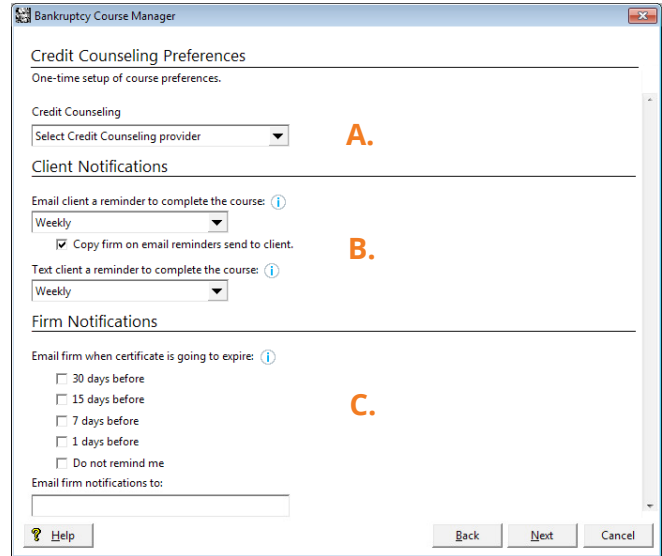 Bankruptcy Course Manager
Credit Counseling Preferences
One-time setup of course preferences.
Credit Counseling
Select Credit Counseling provider
A.
Client Notifications
Email client a reminder to complete the course: i
Weekly
Copy firm on email reminders send to client.
B.
Text client a reminder to complete the course: i
Weekly
Firm Notifications
Email firm when certificate is going to expire: i
30 days before
15 days before
C.
7 days before
1 days before
Do not remind me
Email firm notifications to:
? Help Back Next Cancel